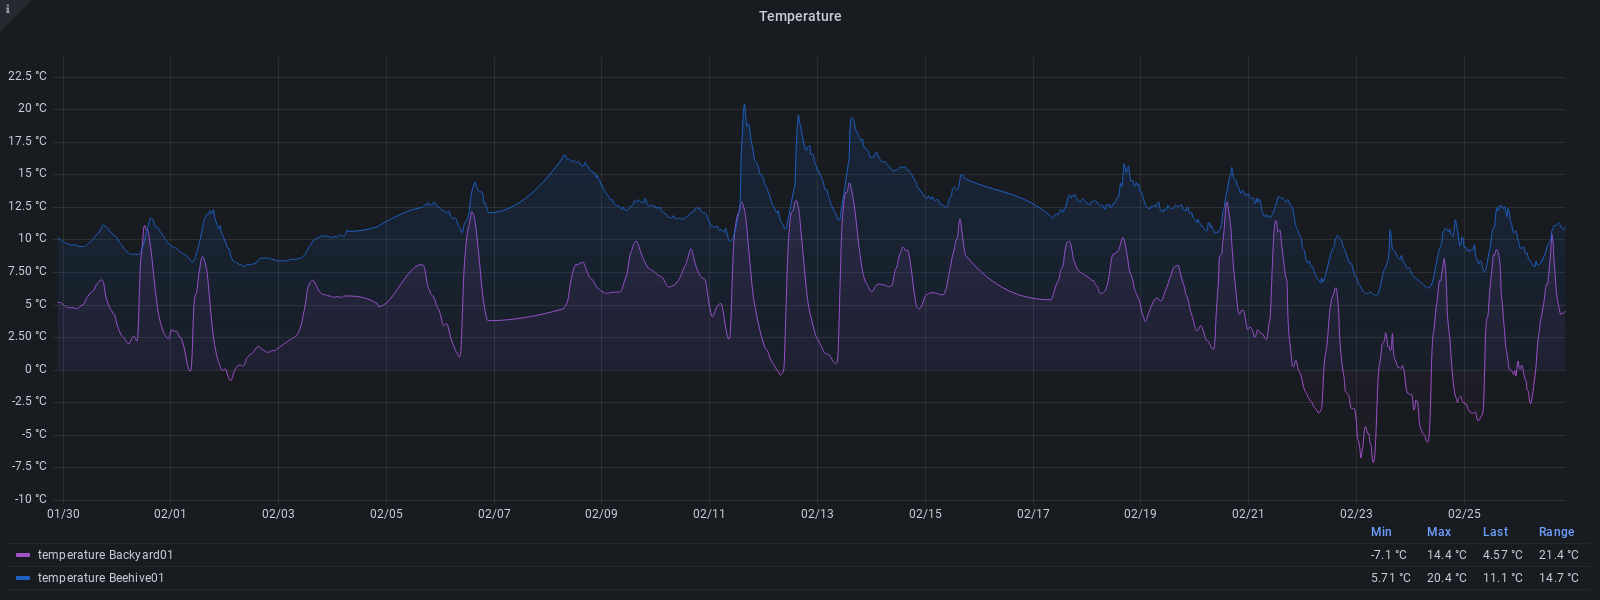 i
Temperature
22.5 °C
20 °C
17.5 °C
15 °C
12.5 °C
10 °C
7.50 °C
5 °C
2.50 °C
0 °C
-2.5 °C
-5 °C
-7.5 °C
-10 °C
01/30 02/01 02/03 02/05 02/07 02/09 02/11 02/13 02/15 02/17 02/19 02/21 02/23 02/25
Min Max Last Range
temperature Backyard01 -7.1 °C 14.4 °C 4.57 °C 21.4 °C
temperature Beehive01 5.71 °C 20.4 °C 11.1 °C 14.7 °C